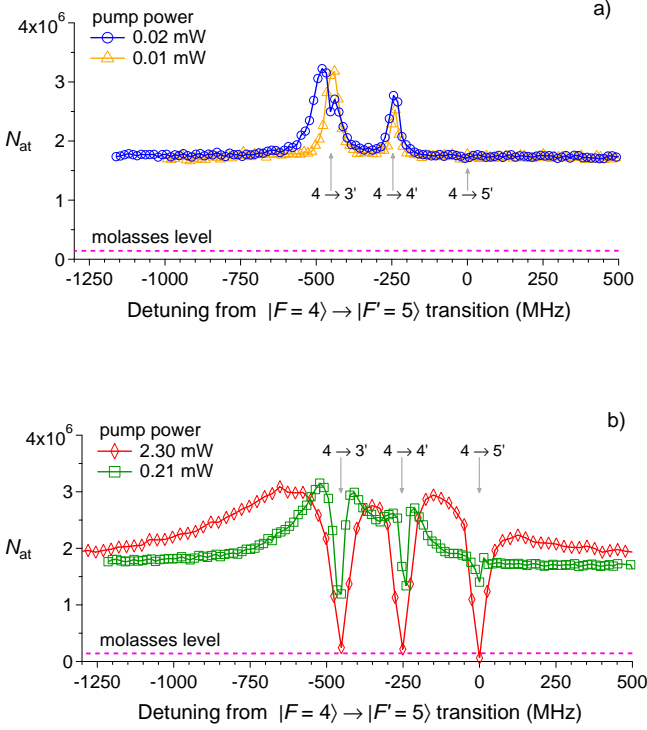 a)
4x10⁶
pump power
0.02 mW
0.01 mW
3
N_at
2
1
4 → 3'
4 → 4'
4 → 5'
molasses level
0
-1250
-1000
-750
-500
-250
0
250
500
Detuning from |F = 4⟩ → |F' = 5⟩ transition (MHz)
b)
4x10⁶
pump power
2.30 mW
0.21 mW
4 → 3'
4 → 4'
4 → 5'
3
N_at
2
1
molasses level
0
-1250
-1000
-750
-500
-250
0
250
500
Detuning from |F = 4⟩ → |F' = 5⟩ transition (MHz)